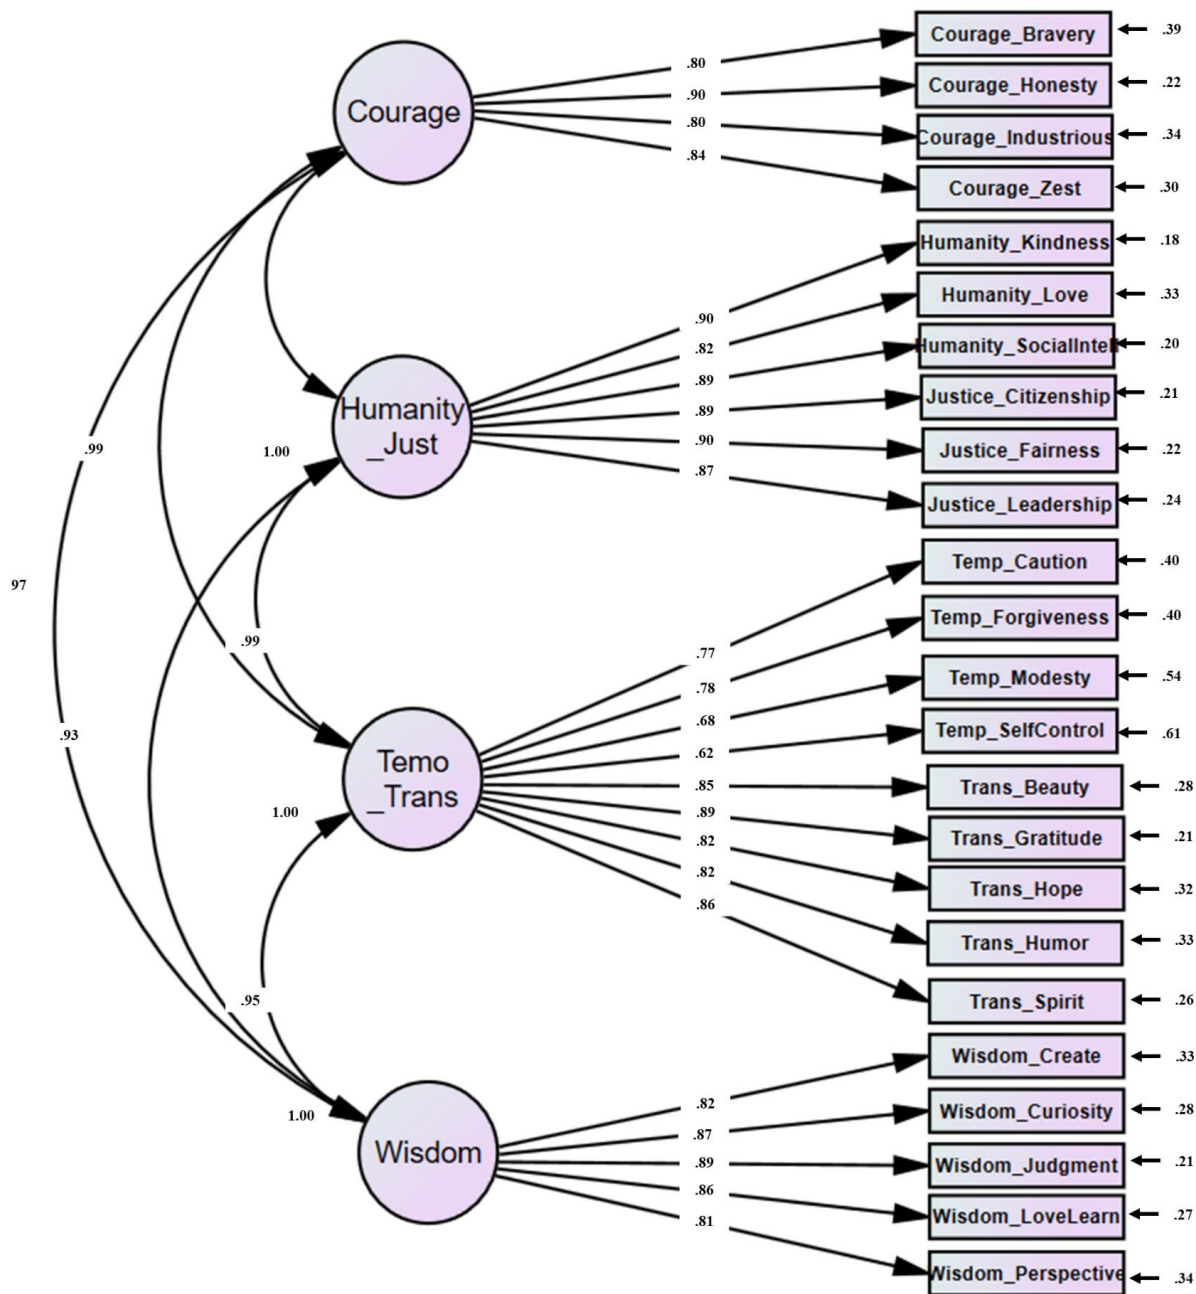 Courage
Humanity
_Just
Temo
_Trans
Wisdom
.99
1.00
97
.99
.93
1.00
.95
1.00
.80
.90
.80
.84
.90
.82
.89
.89
.90
.87
.77
.78
.68
.62
.85
.89
.82
.82
.86
.82
.87
.89
.86
.81
Courage_Bravery .39
Courage_Honesty .22
Courage_Industrious .34
Courage_Zest .30
Humanity_Kindness .18
Humanity_Love .33
Humanity_SocialIntell .20
Justice_Citizenship .21
Justice_Fairness .22
Justice_Leadership .24
Temp_Caution .40
Temp_Forgiveness .40
Temp_Modesty .54
Temp_SelfControl .61
Trans_Beauty .28
Trans_Gratitude .21
Trans_Hope .32
Trans_Humor .33
Trans_Spirit .26
Wisdom_Create .33
Wisdom_Curiosity .28
Wisdom_Judgment .21
Wisdom_LoveLearn .27
Wisdom_Perspective .34